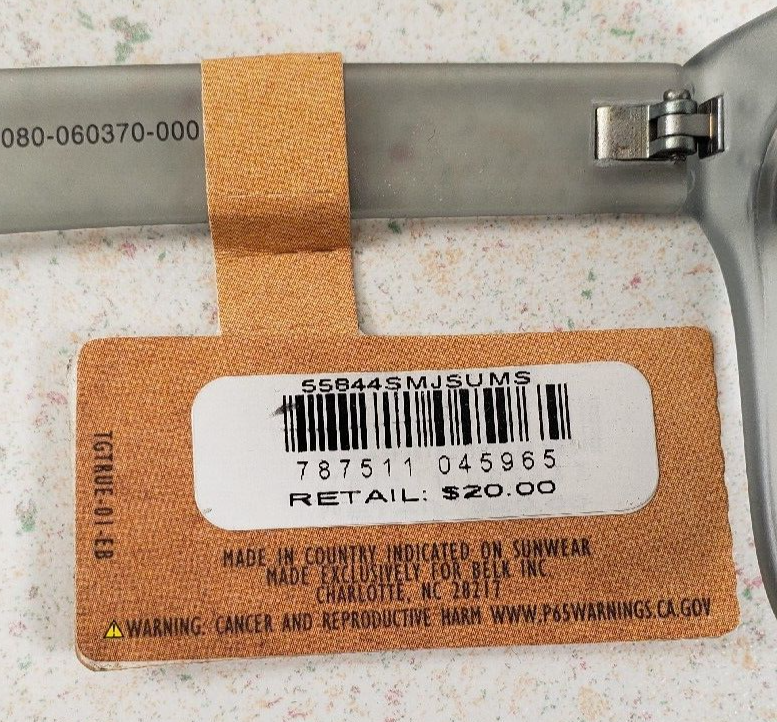 080-060370-000
55844SMJSUMS
787511 045965
RETAIL: $20.00
TGTRUE-01-EB
MADE IN COUNTRY INDICATED ON SUNWEAR
MADE EXCLUSIVELY FOR BELK INC
CHARLOTTE, NC 28217
WARNING: CANCER AND REPRODUCTIVE HARM WWW.P65WARNINGS.CA.GOV